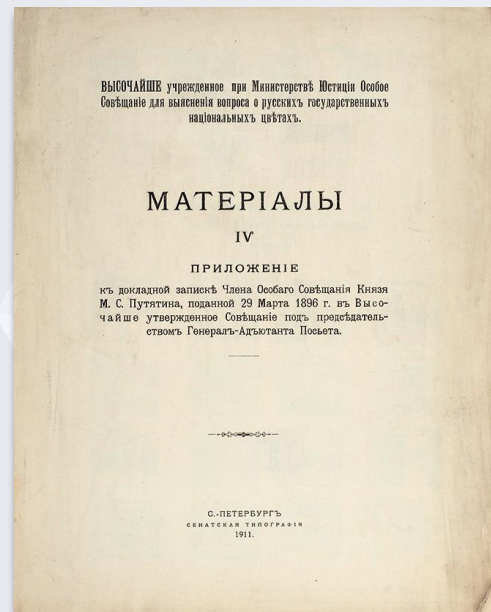 ВЫСОЧАЙШЕ учрежденное при Министерствѣ Юстиціи Особое
Совѣщаніе для выясненія вопроса о русскихъ государственныхъ
національныхъ цвѣтахъ.
МАТЕРІАЛЫ
IV
ПРИЛОЖЕНІЕ
къ докладной запискѣ Члена Особаго Совѣщанія Князя
М. С. Путятина, поданной 29 Марта 1896 г. въ Высо-
чайше утвержденное Совѣщаніе подъ предсѣдатель-
ствомъ Генералъ-Адъютанта Посьета.
С.-ПЕТЕРБУРГЪ
СЕНАТСКАЯ ТИПОГРАФІЯ
1911.